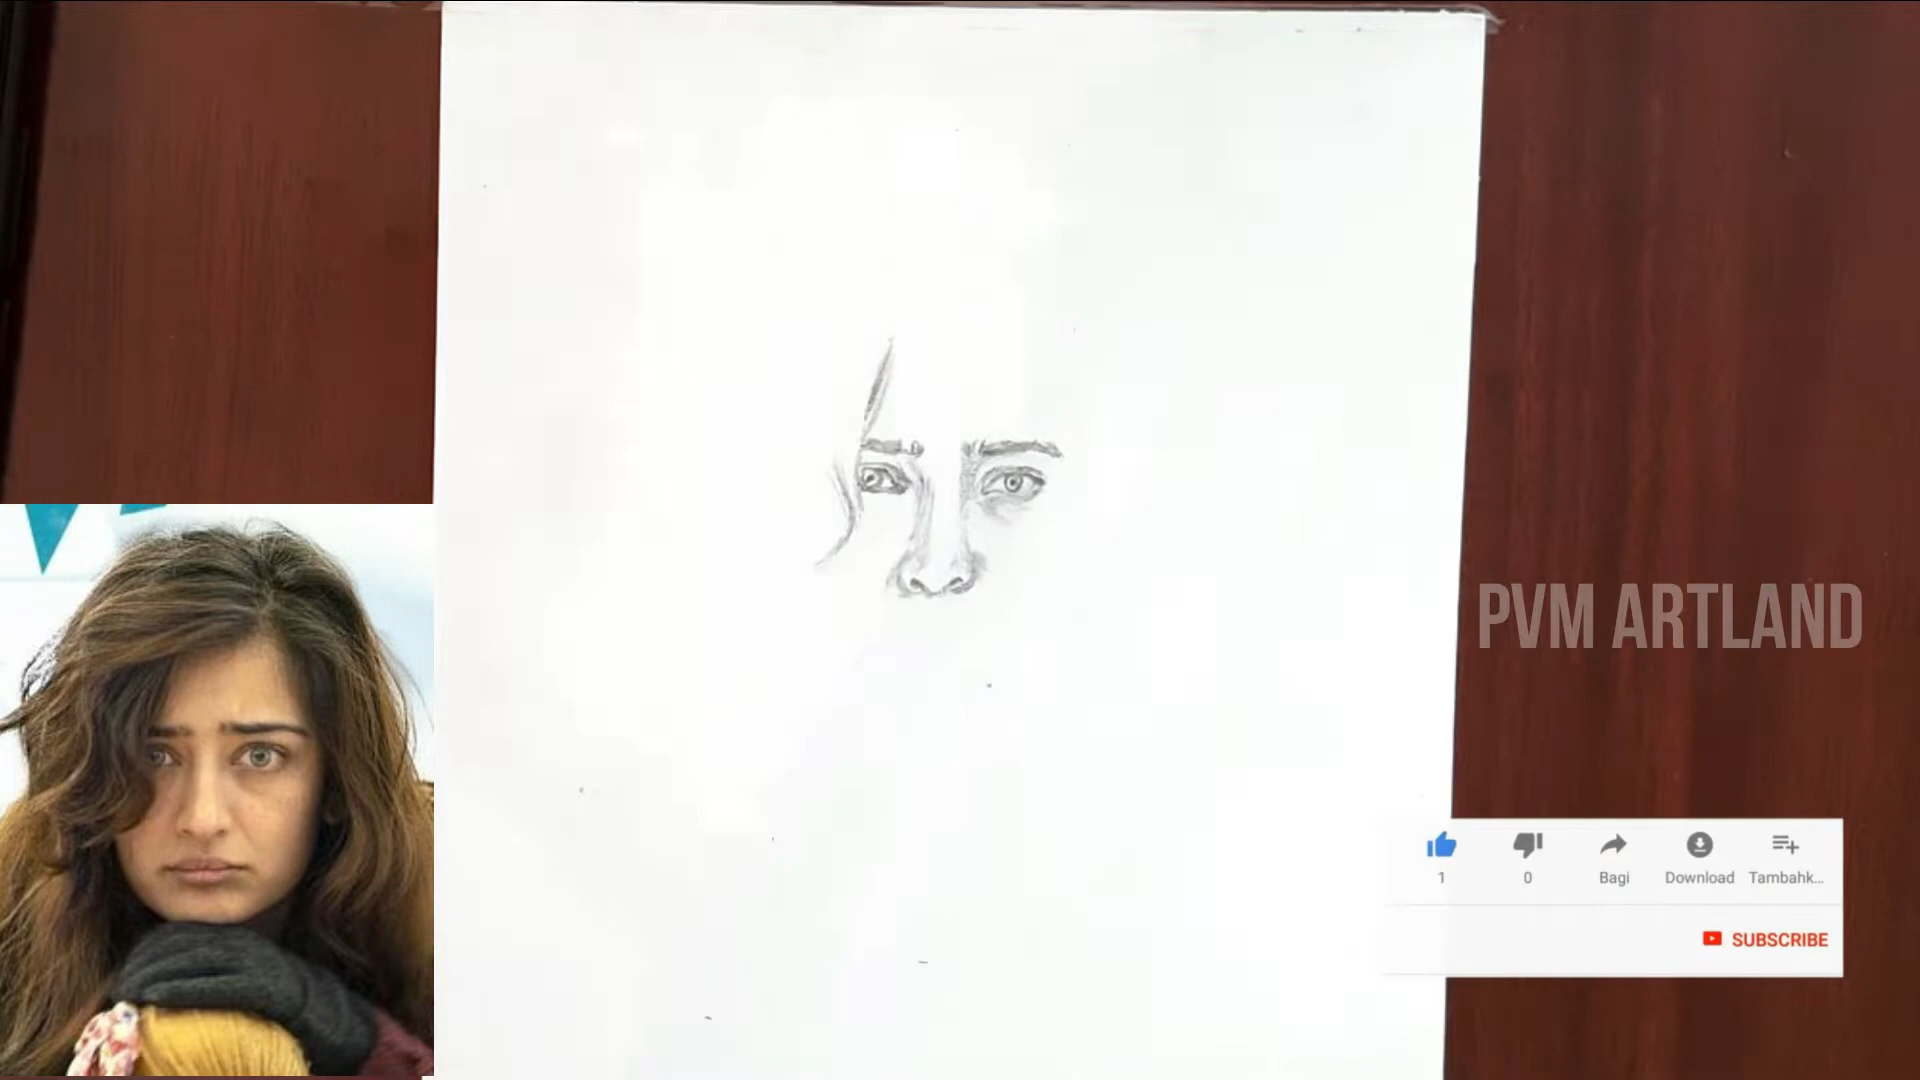 PVM ARTLAND
1
0
Bagi
Download
Tambahk...
SUBSCRIBE